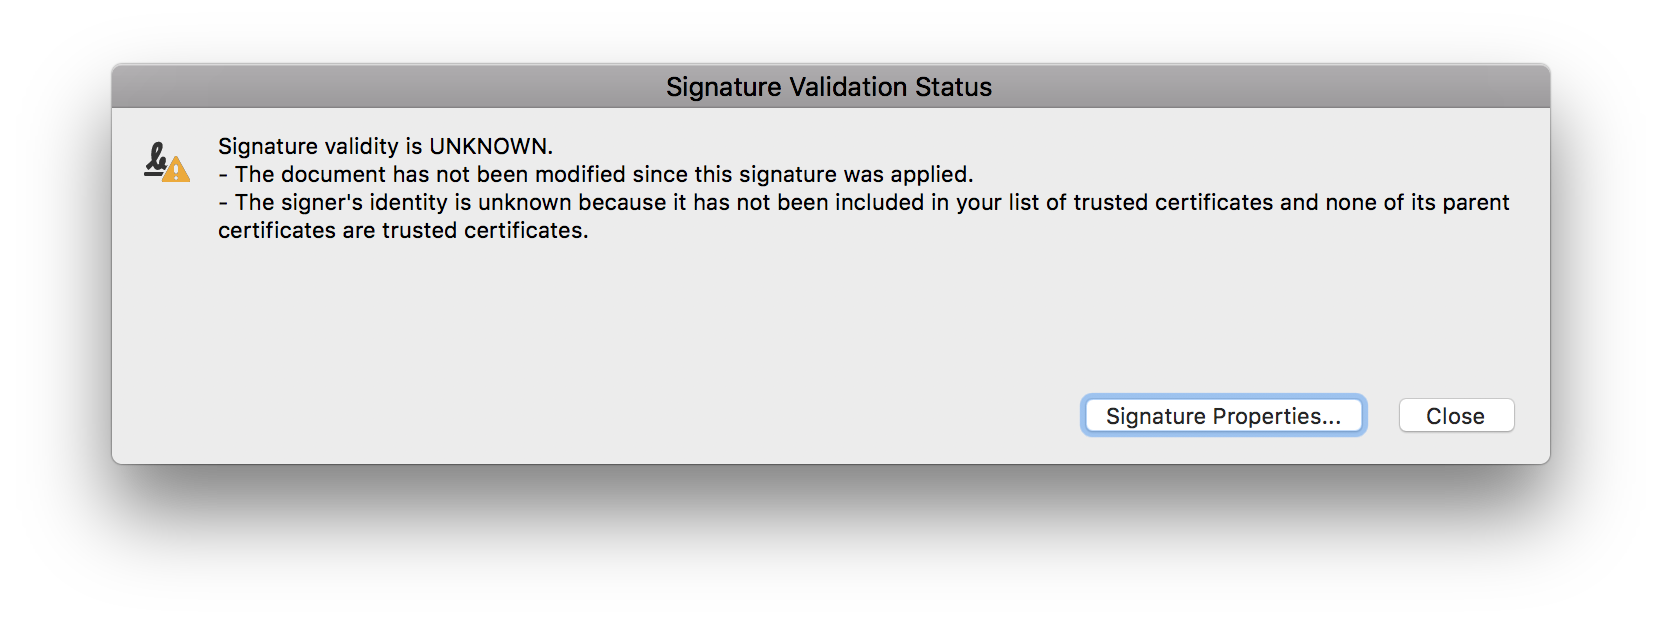 Signature Validation Status
Signature validity is UNKNOWN.
- The document has not been modified since this signature was applied.
- The signer's identity is unknown because it has not been included in your list of trusted certificates and none of its parent
certificates are trusted certificates.
Signature Properties...
Close